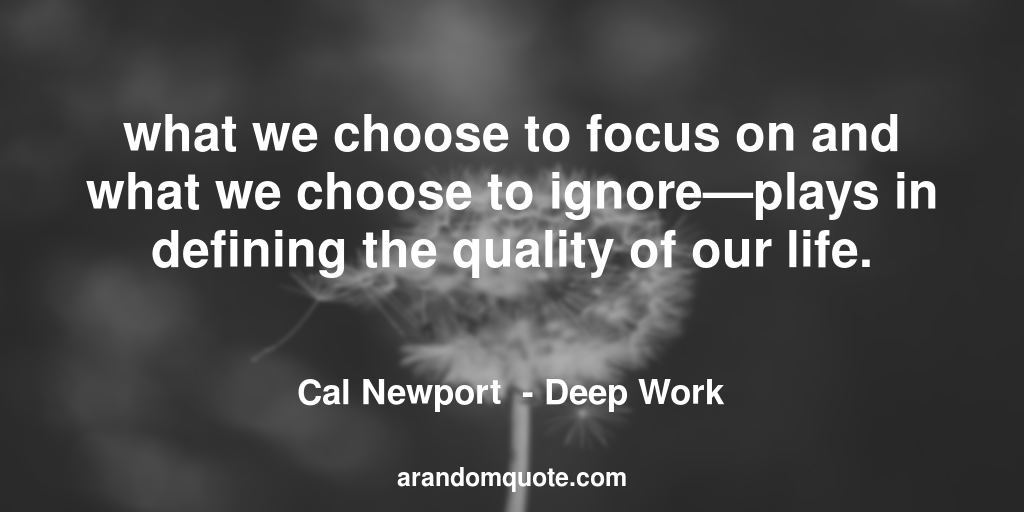 what we choose to focus on and
what we choose to ignore—plays in
defining the quality of our life.
Cal Newport - Deep Work
arandomquote.com